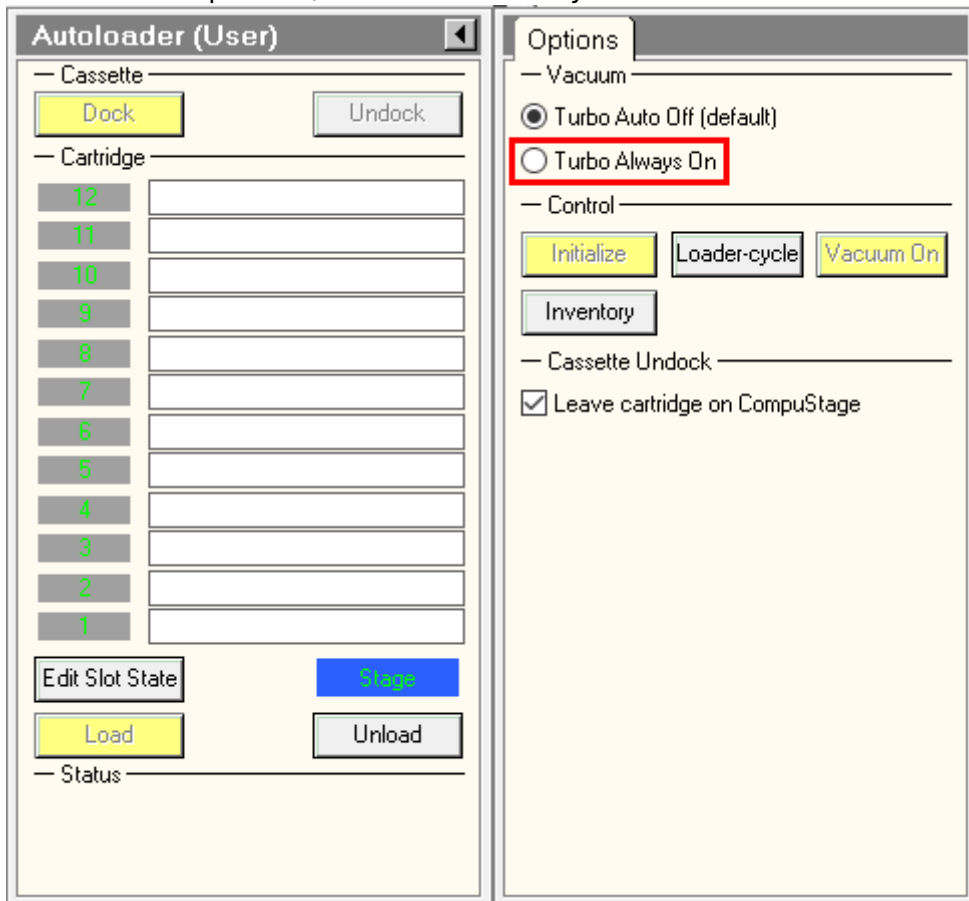 Autoloader (User)
Cassette
Dock
Undock
Cartridge
12
11
10
9
8
7
6
5
4
3
2
1
Edit Slot State
Stage
Load
Unload
Status
Options
Vacuum
Turbo Auto Off (default)
Turbo Always On
Control
Initialize
Loader-cycle
Vacuum On
Inventory
Cassette Undock
Leave cartridge on CompuStage